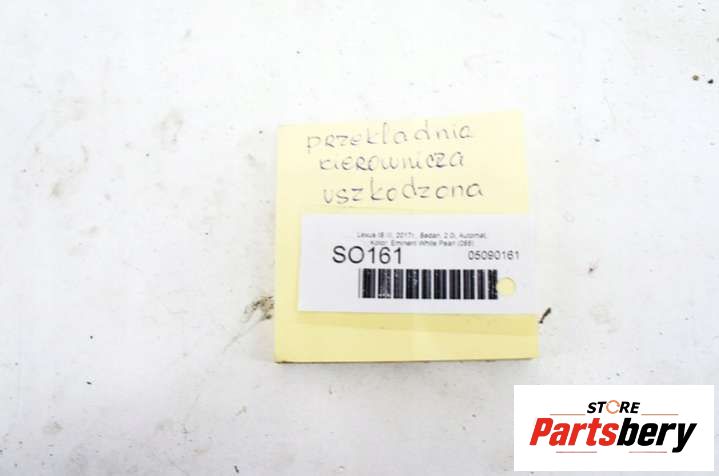 przekładnia
kierownicza
uszkodzona
Lexus IS III, 2017r., Sedan, 2.0i, Automat,
Kolor: Eminent White Pearl (085)
SO161
05090161
STORE
Partsbery